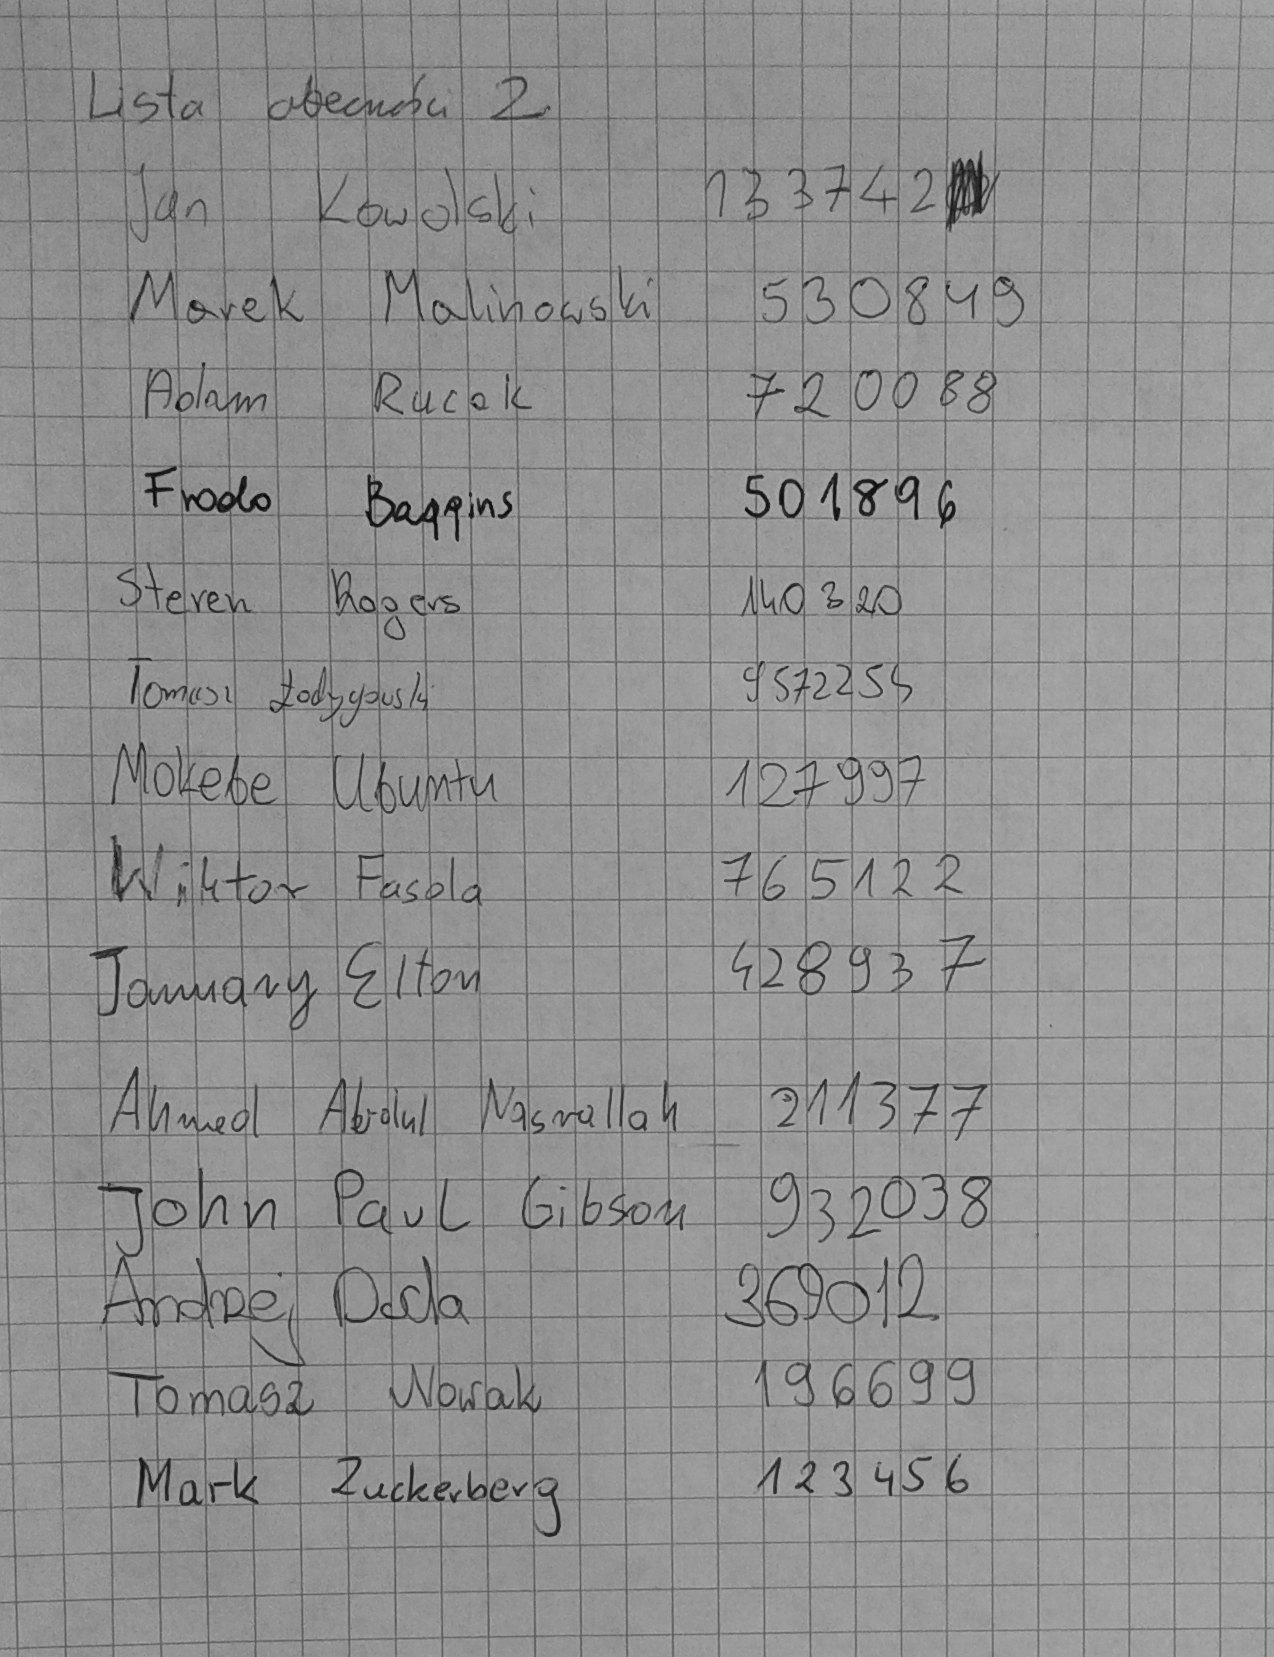 Lista obecności 2
Jan Kowalski 133742
Marek Malinowski 530849
Adam Rucak 720088
Frodo Baggins 501896
Steven Rogers 140320
Tomasz 9572254
Mokebe Ubuntu 127997
Wiktor Fasola 765122
January Elton 428937
Ahmed Abdul Nasrallah 211377
John Paul Gibson 932038
Andrzej Duda 369012
Tomasz Nowak 196699
Mark Zuckerberg 123456